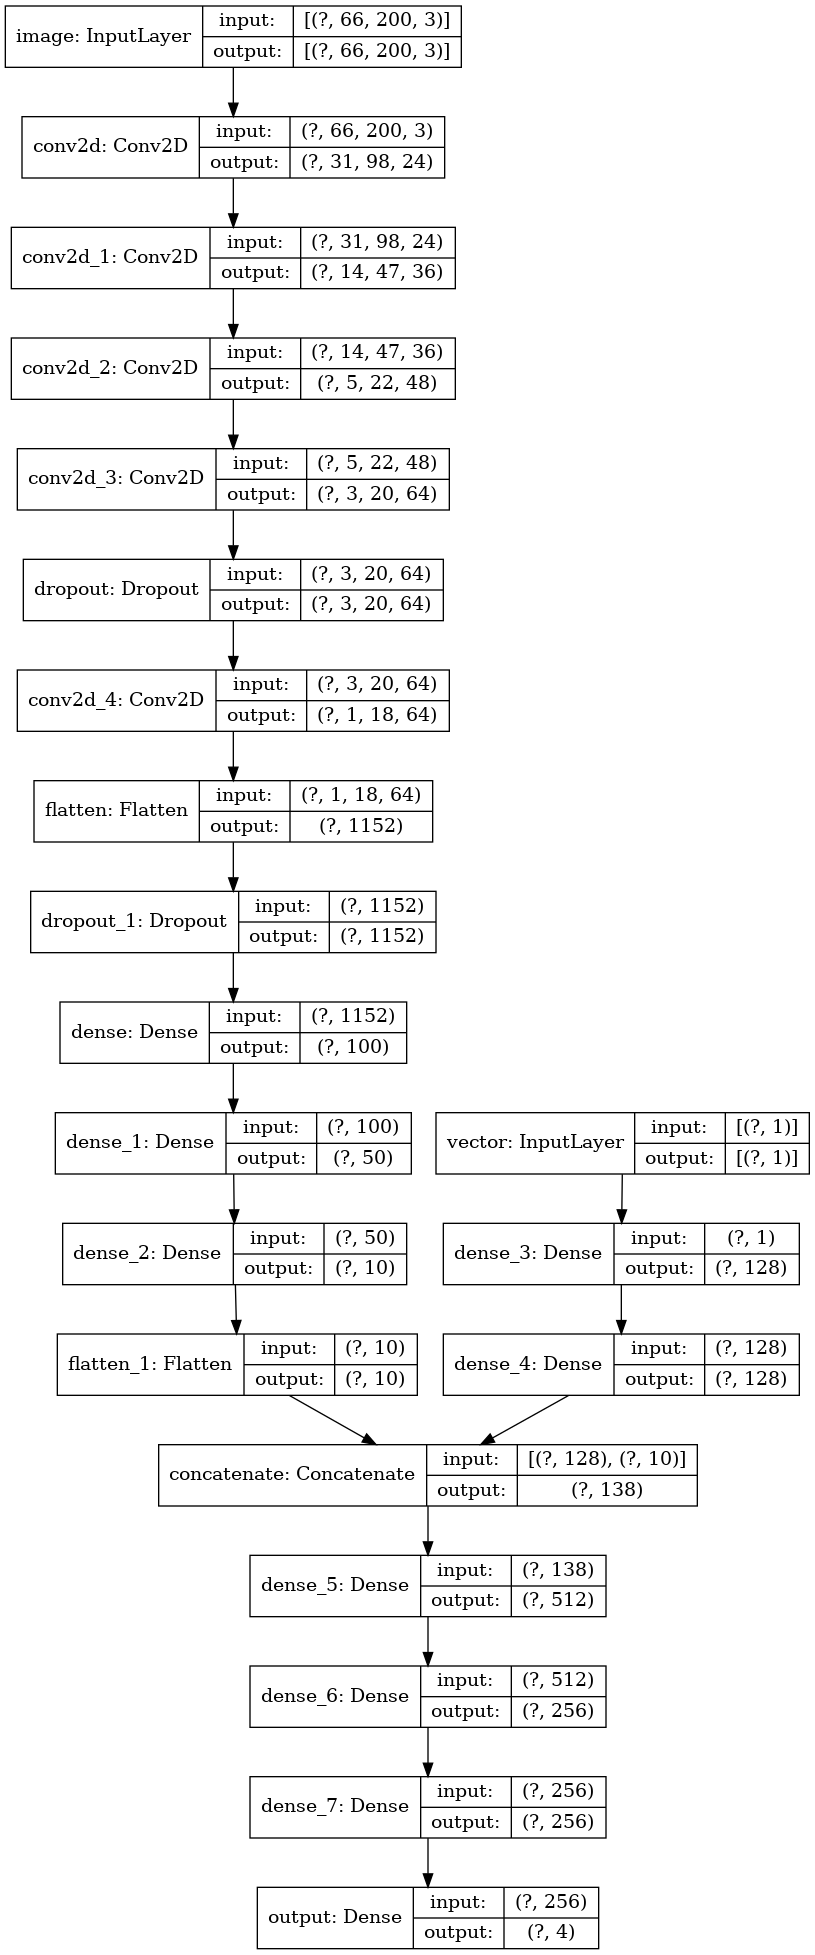 image: InputLayer input: [(?, 66, 200, 3)]
output: [(?, 66, 200, 3)]
conv2d: Conv2D input: (?, 66, 200, 3)
output: (?, 31, 98, 24)
conv2d_1: Conv2D input: (?, 31, 98, 24)
output: (?, 14, 47, 36)
conv2d_2: Conv2D input: (?, 14, 47, 36)
output: (?, 5, 22, 48)
conv2d_3: Conv2D input: (?, 5, 22, 48)
output: (?, 3, 20, 64)
dropout: Dropout input: (?, 3, 20, 64)
output: (?, 3, 20, 64)
conv2d_4: Conv2D input: (?, 3, 20, 64)
output: (?, 1, 18, 64)
flatten: Flatten input: (?, 1, 18, 64)
output: (?, 1152)
dropout_1: Dropout input: (?, 1152)
output: (?, 1152)
dense: Dense input: (?, 1152)
output: (?, 100)
dense_1: Dense input: (?, 100)
output: (?, 50)
vector: InputLayer input: [(?, 1)]
output: [(?, 1)]
dense_2: Dense input: (?, 50)
output: (?, 10)
dense_3: Dense input: (?, 1)
output: (?, 128)
flatten_1: Flatten input: (?, 10)
output: (?, 10)
dense_4: Dense input: (?, 128)
output: (?, 128)
concatenate: Concatenate input: [(?, 128), (?, 10)]
output: (?, 138)
dense_5: Dense input: (?, 138)
output: (?, 512)
dense_6: Dense input: (?, 512)
output: (?, 256)
dense_7: Dense input: (?, 256)
output: (?, 256)
output: Dense input: (?, 256)
output: (?, 4)